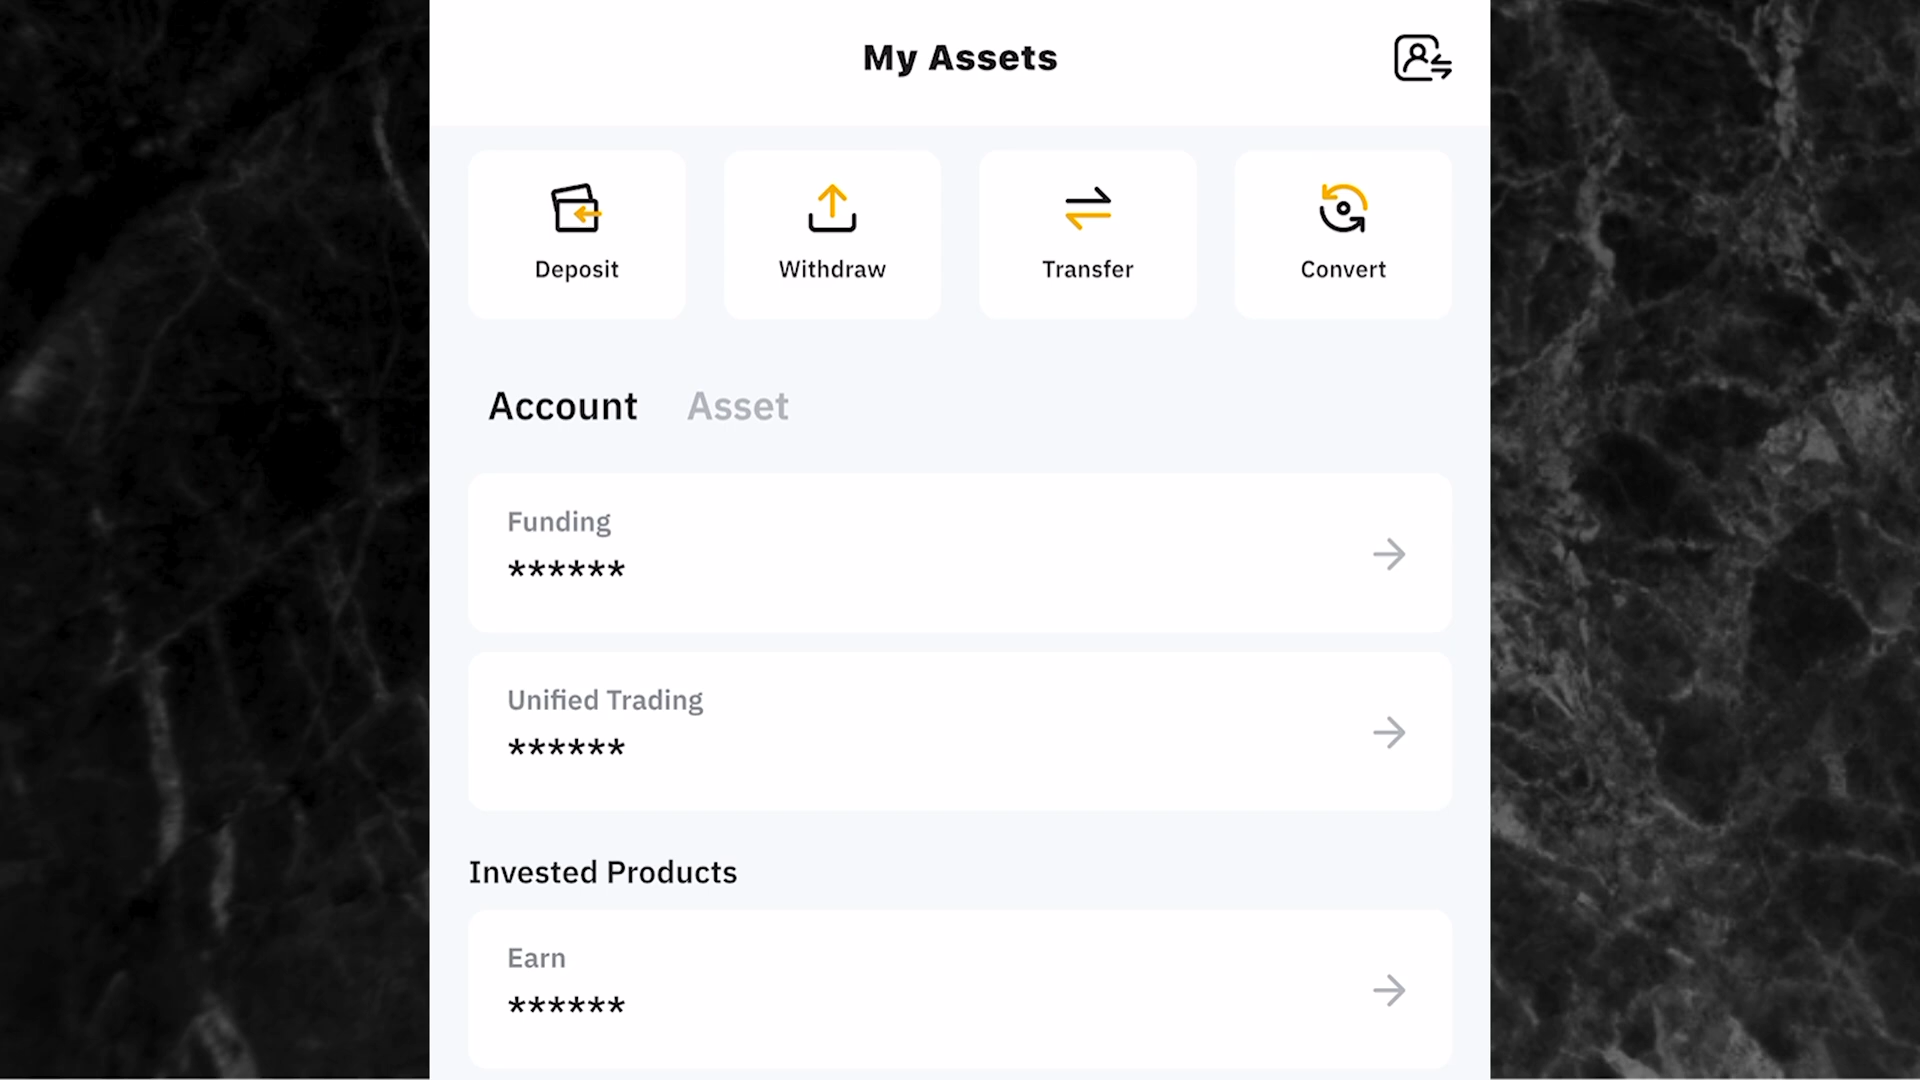 My Assets
Deposit
Withdraw
Transfer
Convert
Account
Asset
Funding
******
Unified Trading
******
Invested Products
Earn
******